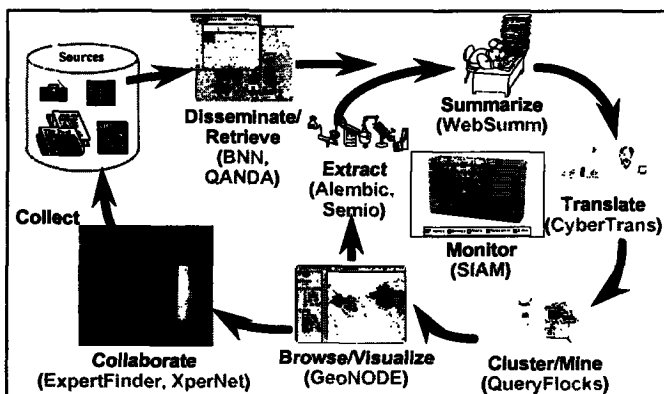 Sources
Disseminate/
Retrieve
(BNN,
QANDA)
Summarize
(WebSumm)
Extract
(Alembic,
Semio)
Translate
(CyberTrans)
Monitor
(SIAM)
Collect
Collaborate
(ExpertFinder, XperNet)
Browse/Visualize
(GeoNODE)
Cluster/Mine
(QueryFlocks)